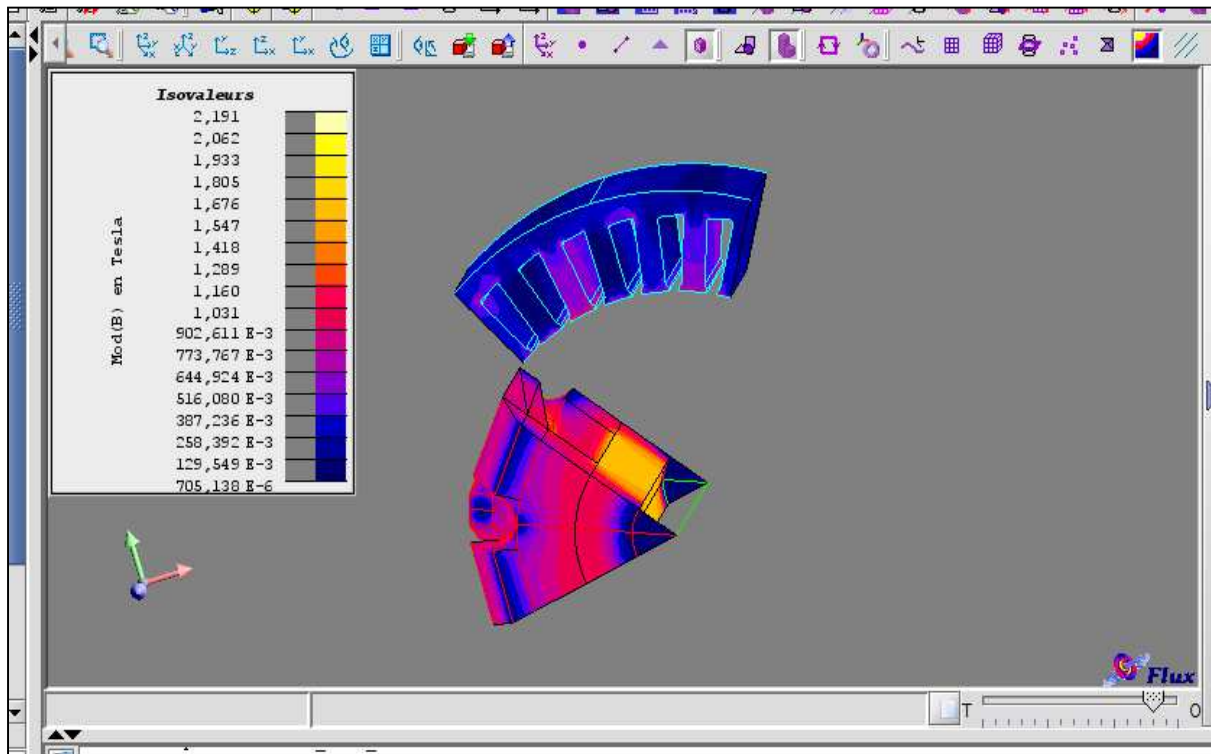 Isovaleurs
2,191
2,062
1,933
1,805
1,676
1,547
1,418
1,289
1,160
1,031
902,611 E-3
773,767 E-3
644,924 E-3
516,080 E-3
387,236 E-3
258,392 E-3
129,549 E-3
705,138 E-6
Mod(B) en Tesla
Flux
T
0